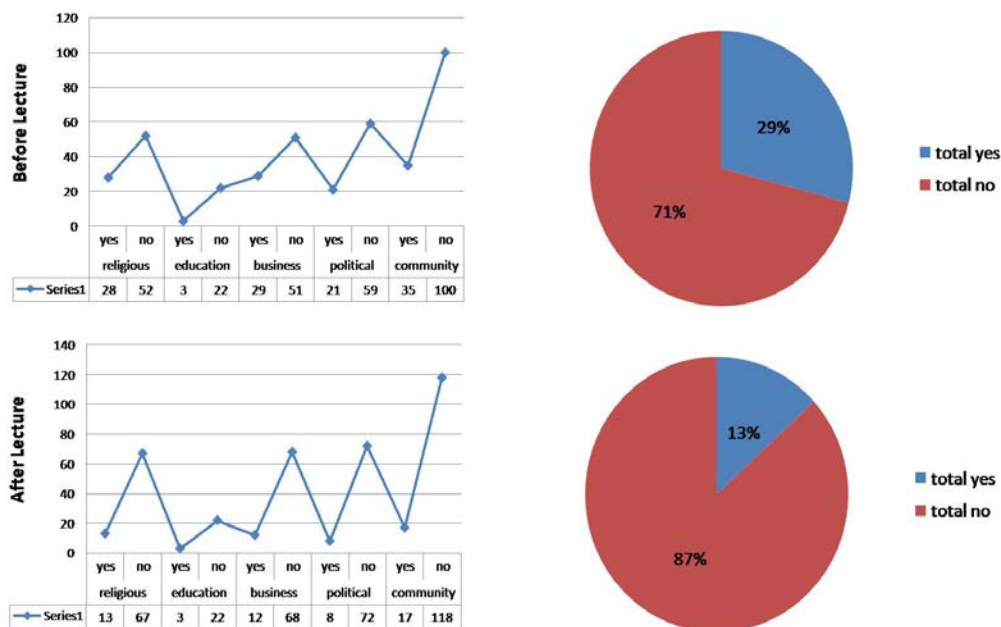 120
100
80
60
40
20
0
Before Lecture
yes no yes no yes no yes no yes no
religious education business political community
Series1 28 52 3 22 29 51 21 59 35 100
29%
71%
total yes
total no
140
120
100
80
60
40
20
0
After Lecture
yes no yes no yes no yes no yes no
religious education business political community
Series1 13 67 3 22 12 68 8 72 17 118
13%
87%
total yes
total no